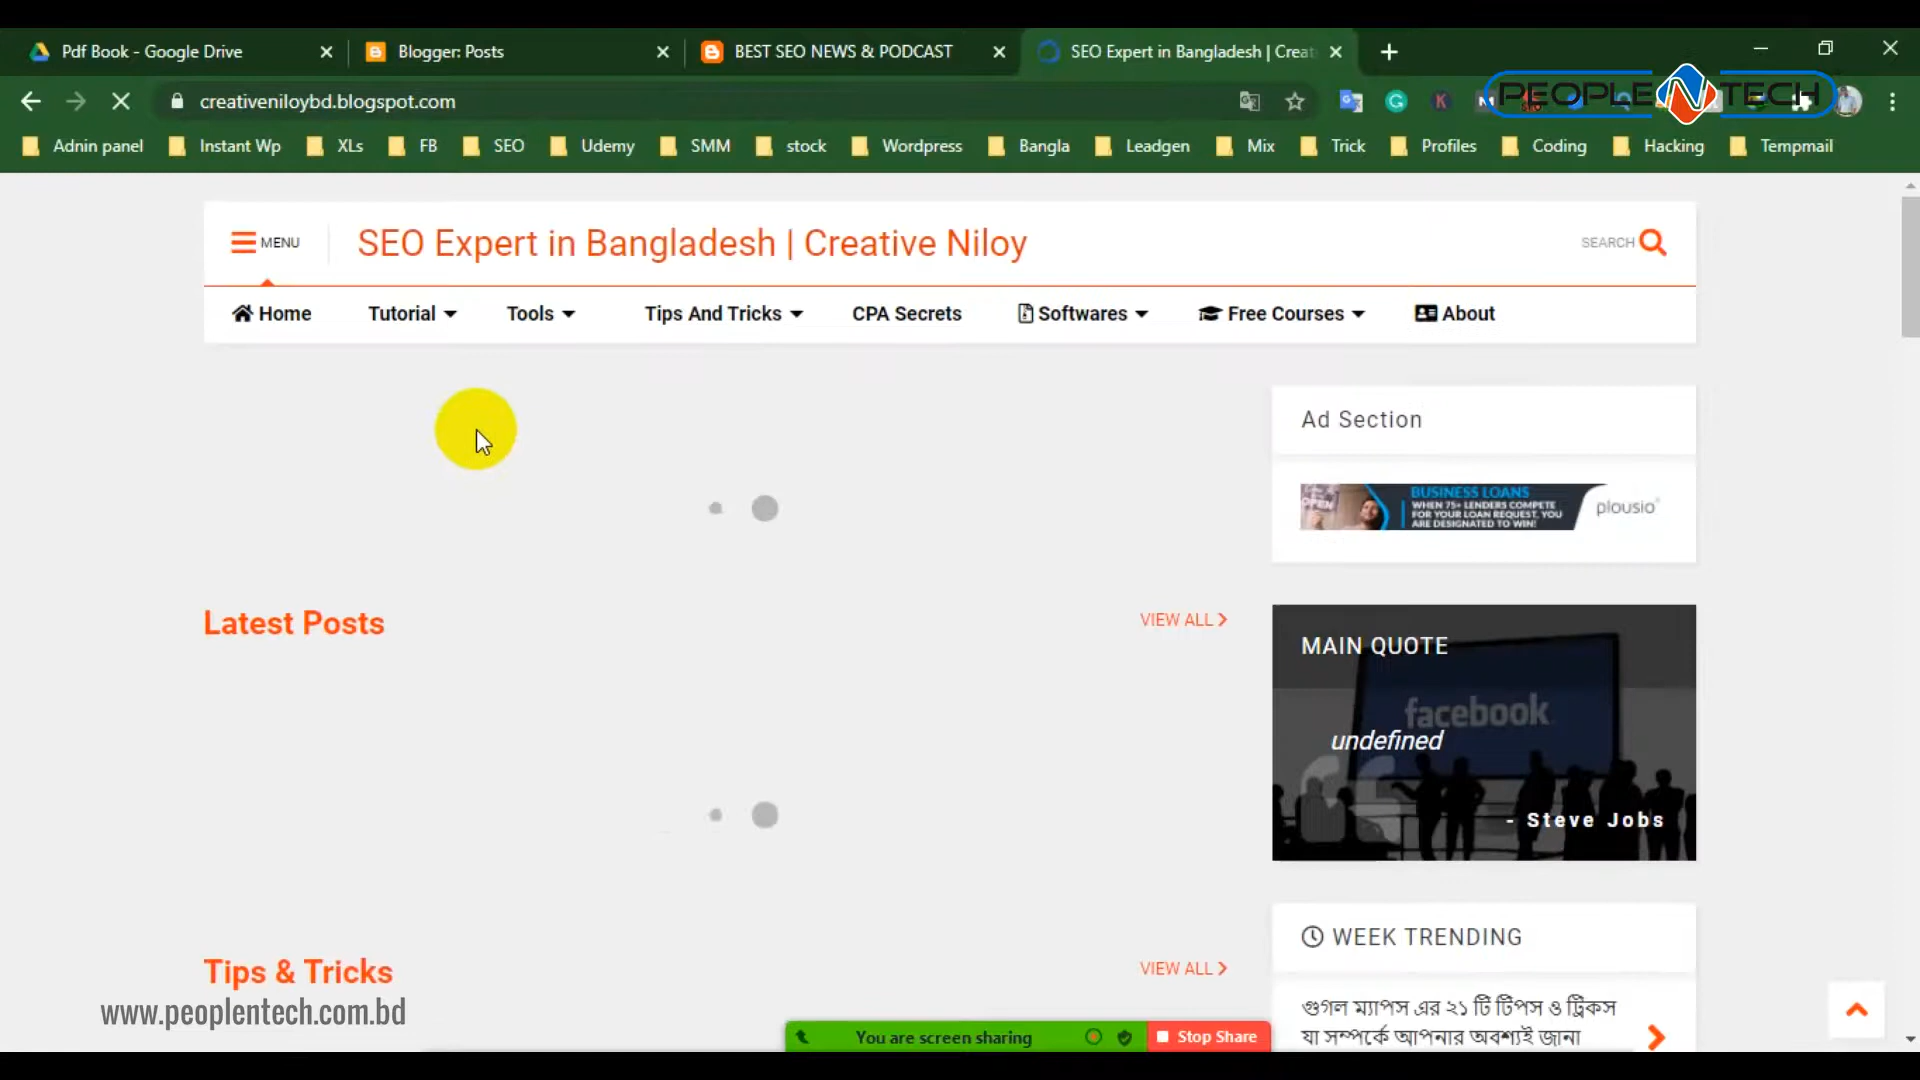 Pdf Book - Google Drive
Blogger: Posts
BEST SEO NEWS & PODCAST
SEO Expert in Bangladesh | Creat
PEOPLE N TECH
creativeniloybd.blogspot.com
Adnin panel
Instant Wp
XLs
FB
SEO
Udemy
SMM
stock
Wordpress
Bangla
Leadgen
Mix
Trick
Profiles
Coding
Hacking
Tempmail
MENU
SEO Expert in Bangladesh | Creative Niloy
SEARCH
Home
Tutorial
Tools
Tips And Tricks
CPA Secrets
Softwares
Free Courses
About
Ad Section
BUSINESS LOANS
WHEN 75+ LENDERS COMPETE
FOR YOUR LOAN REQUEST, YOU
ARE DESIGNATED TO WIN!
plousio
Latest Posts
VIEW ALL
MAIN QUOTE
facebook
undefined
- Steve Jobs
WEEK TRENDING
Tips & Tricks
VIEW ALL
গুগল ম্যাপস এর ২১ টি টিপস ও ট্রিকস
যা সম্পর্কে আপনার অবশ্যই জানা
www.peoplentech.com.bd
You are screen sharing
Stop Share